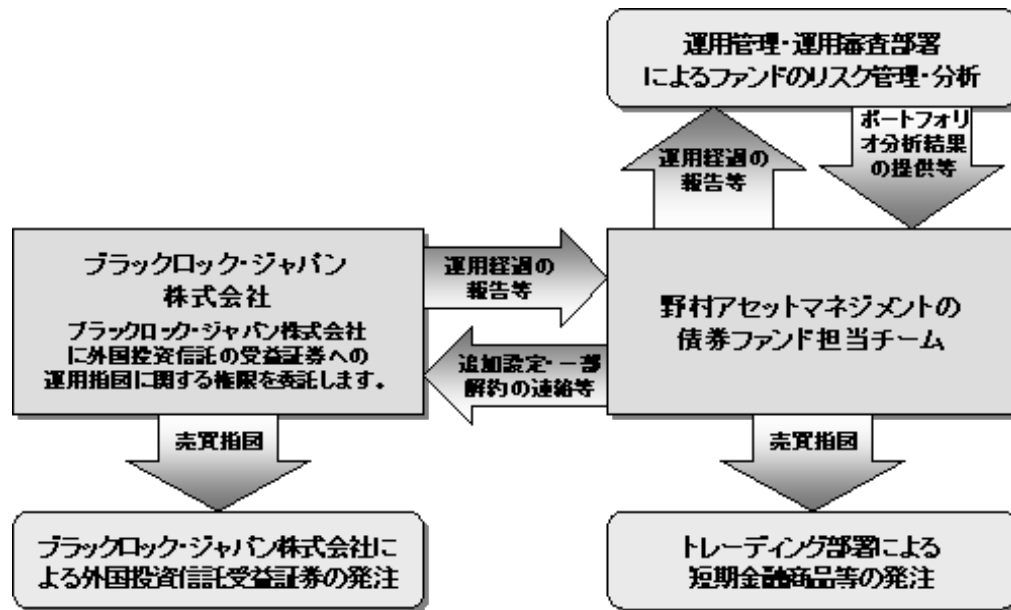 運用管理・運用審査部署
によるファンドのリスク管理・分析
運用経過の
報告等
ポートフォリ
オ分析結果
の提供等
ブラックロック・ジャパン
株式会社
ブラックロック・ジャパン株式会社
に外国投資信託の受益証券への
運用指図に関する権限を委託します。
運用経過の
報告等
追加設定・一部
解約の連絡等
野村アセットマネジメントの
債券ファンド担当チーム
売買指図
売買指図
ブラックロック・ジャパン株式会社に
よる外国投資信託受益証券の発注
トレーディング部署による
短期金融商品等の発注